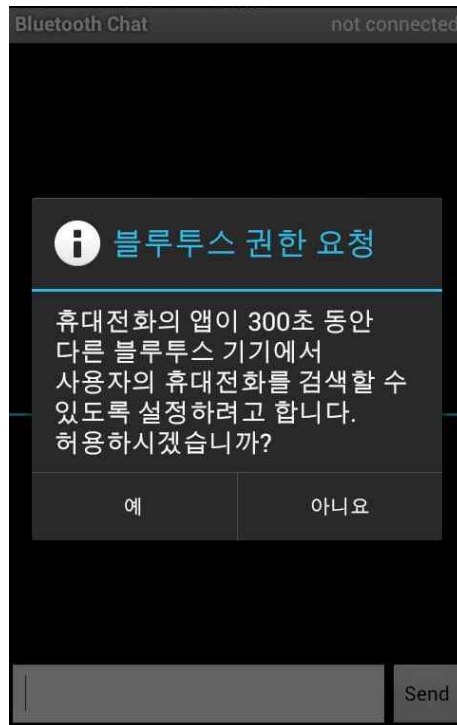 Bluetooth Chat not connected
블루투스 권한 요청
휴대전화의 앱이 300초 동안
다른 블루투스 기기에서
사용자의 휴대전화를 검색할 수
있도록 설정하려고 합니다.
허용하시겠습니까?
예 아니요
Send